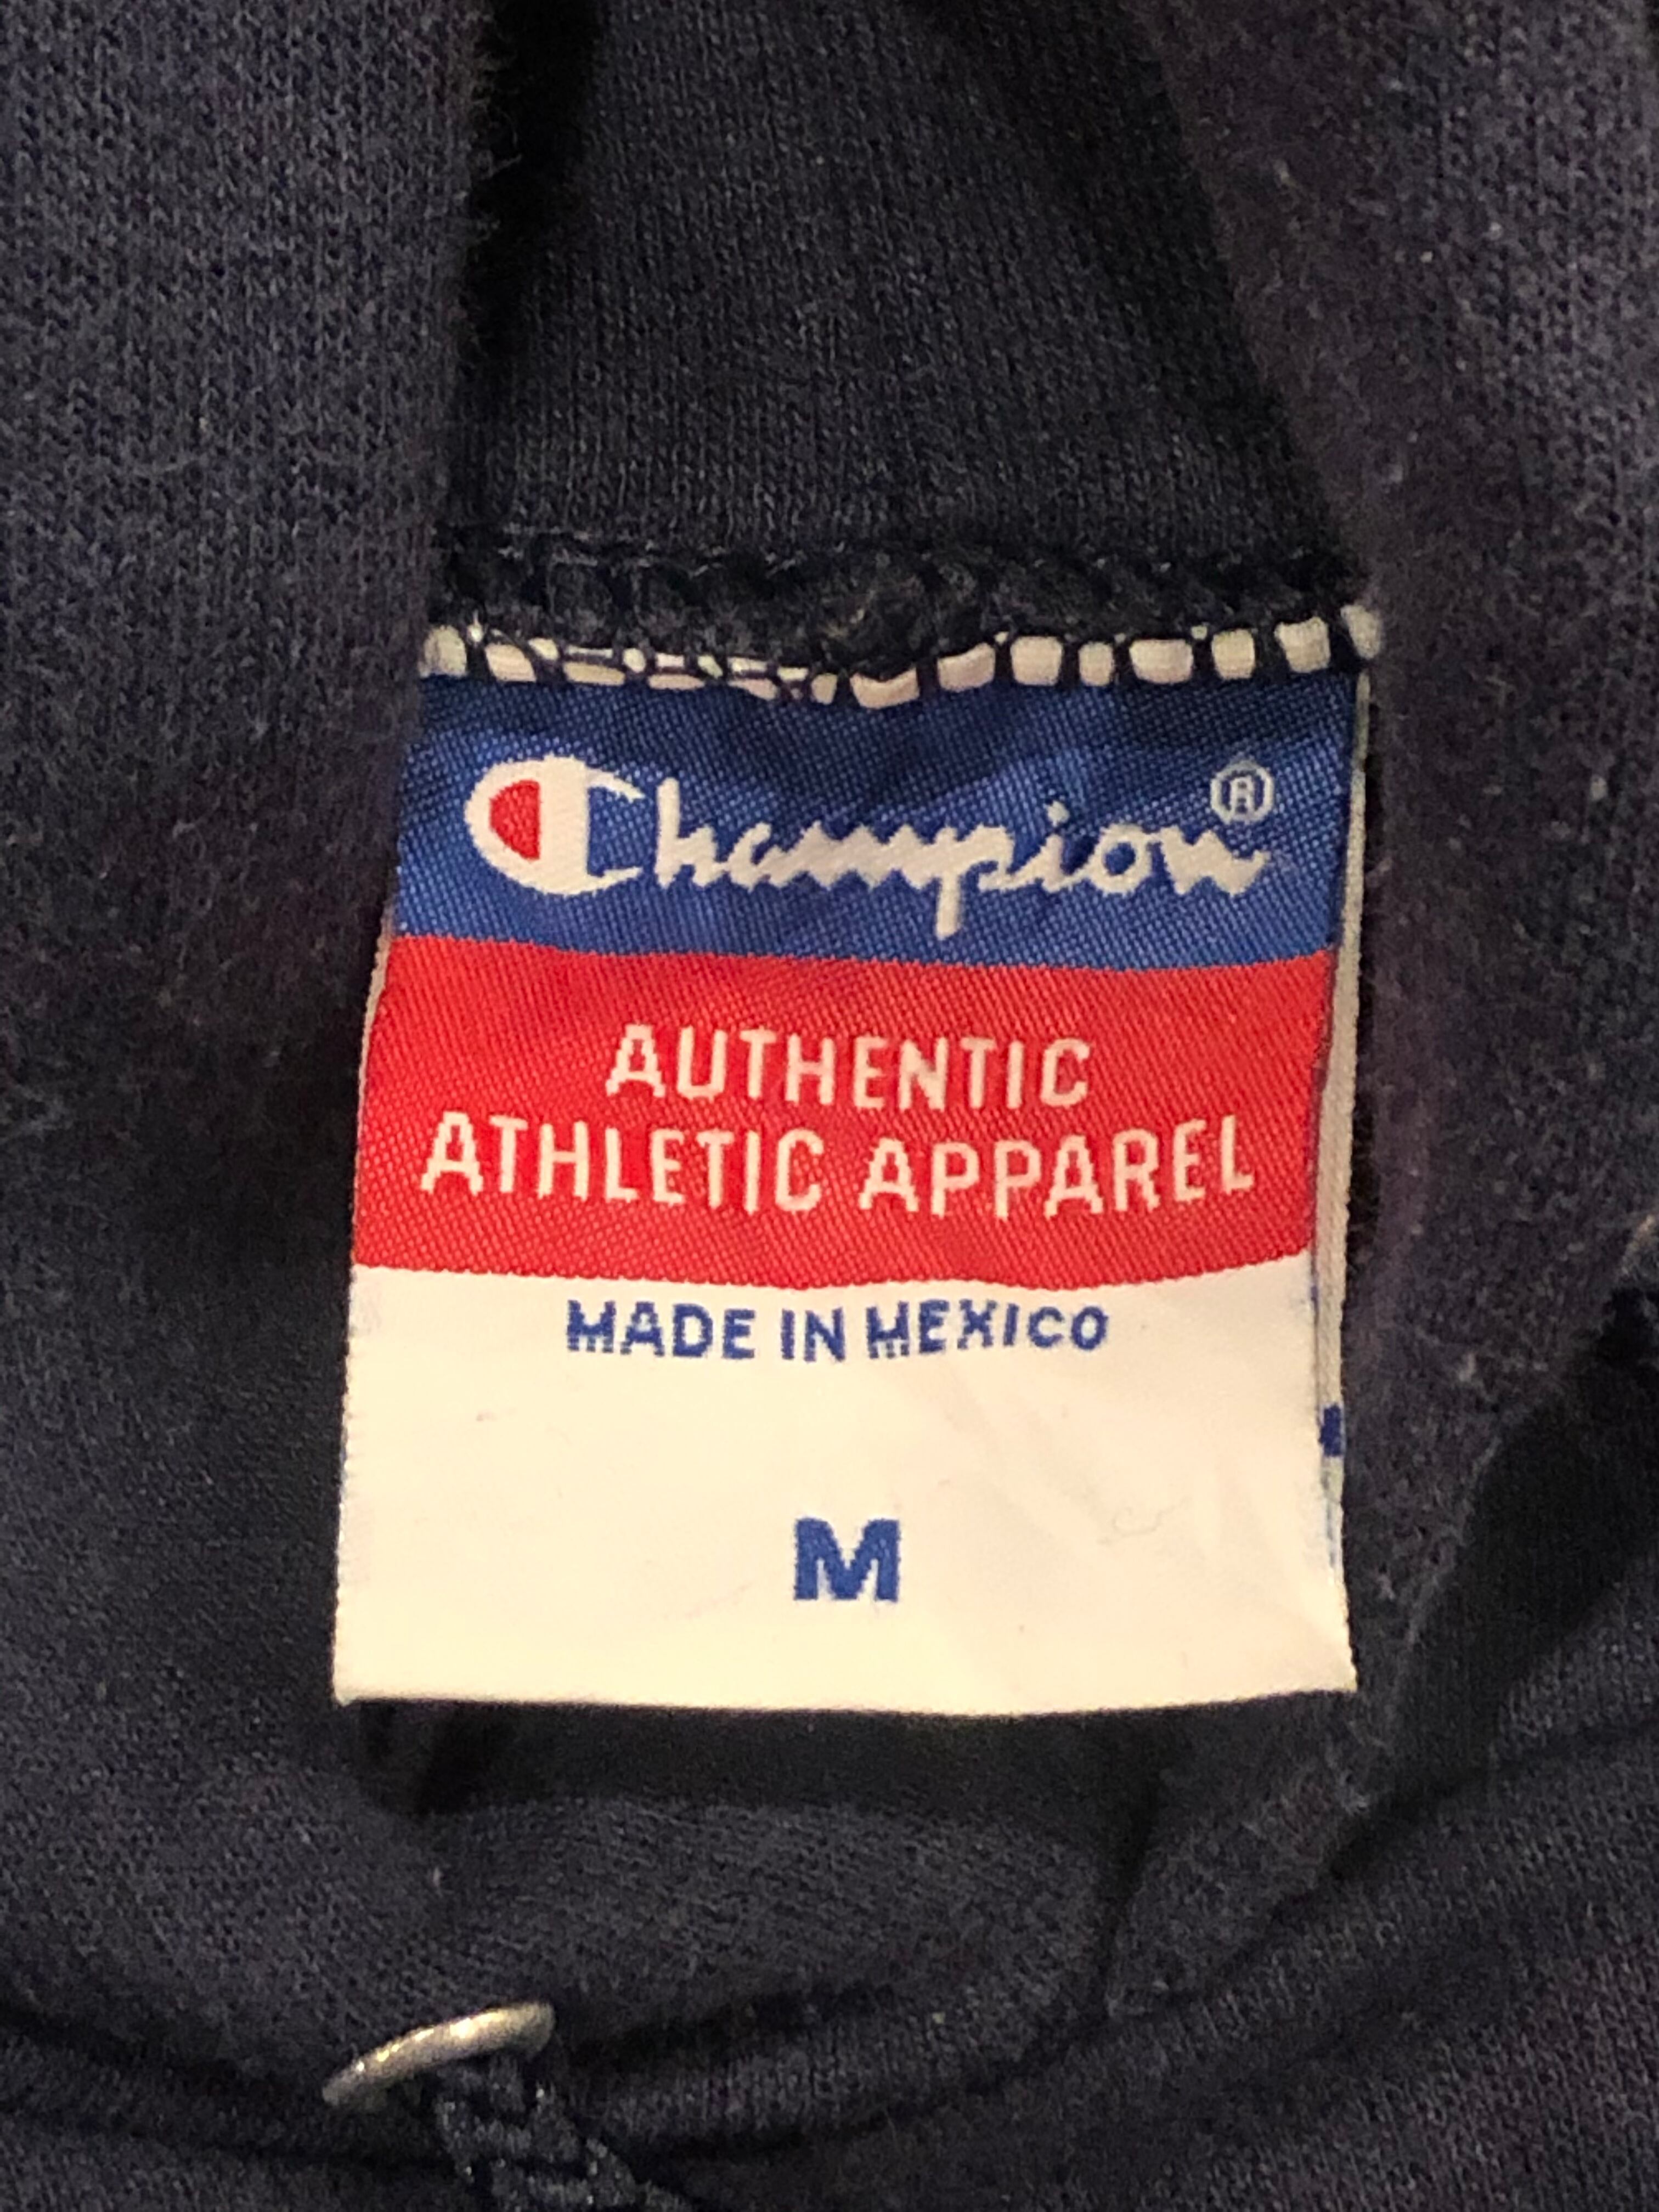 Champion®
AUTHENTIC
ATHLETIC APPAREL
MADE IN MEXICO
M